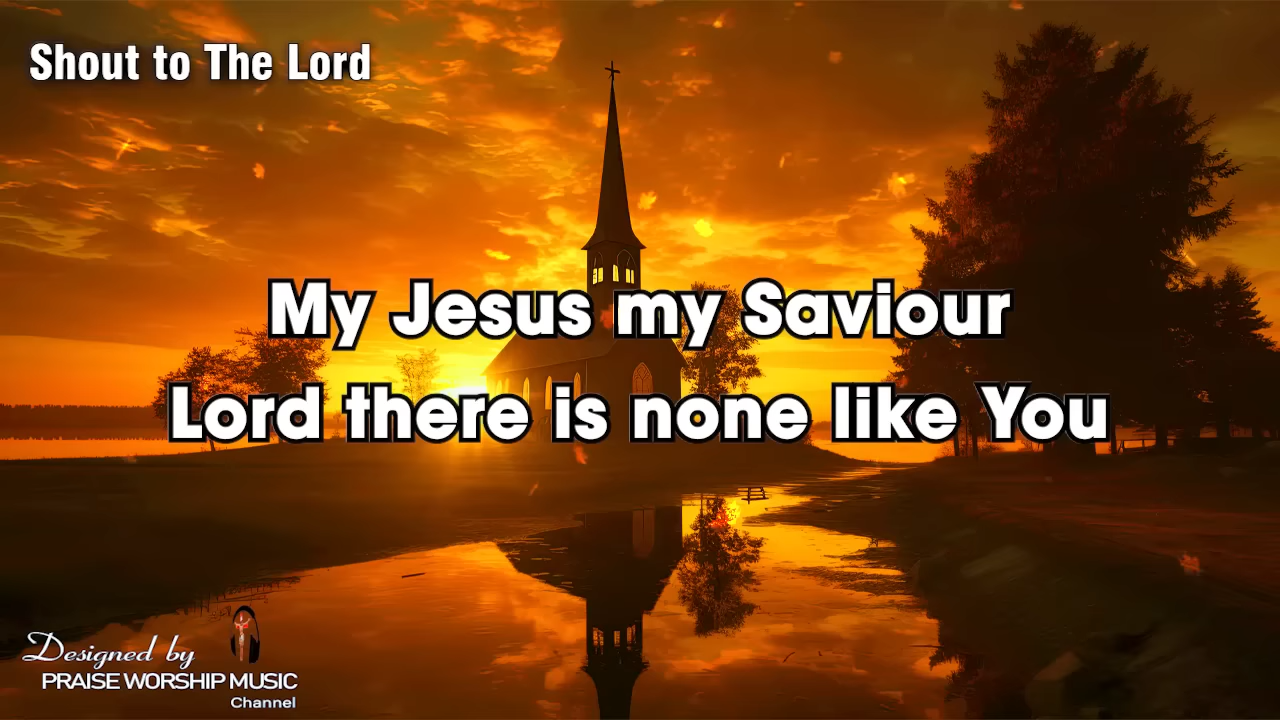 Shout to The Lord
My Jesus my Saviour
Lord there is none like You
Designed by
PRAISE WORSHIP MUSIC
Channel